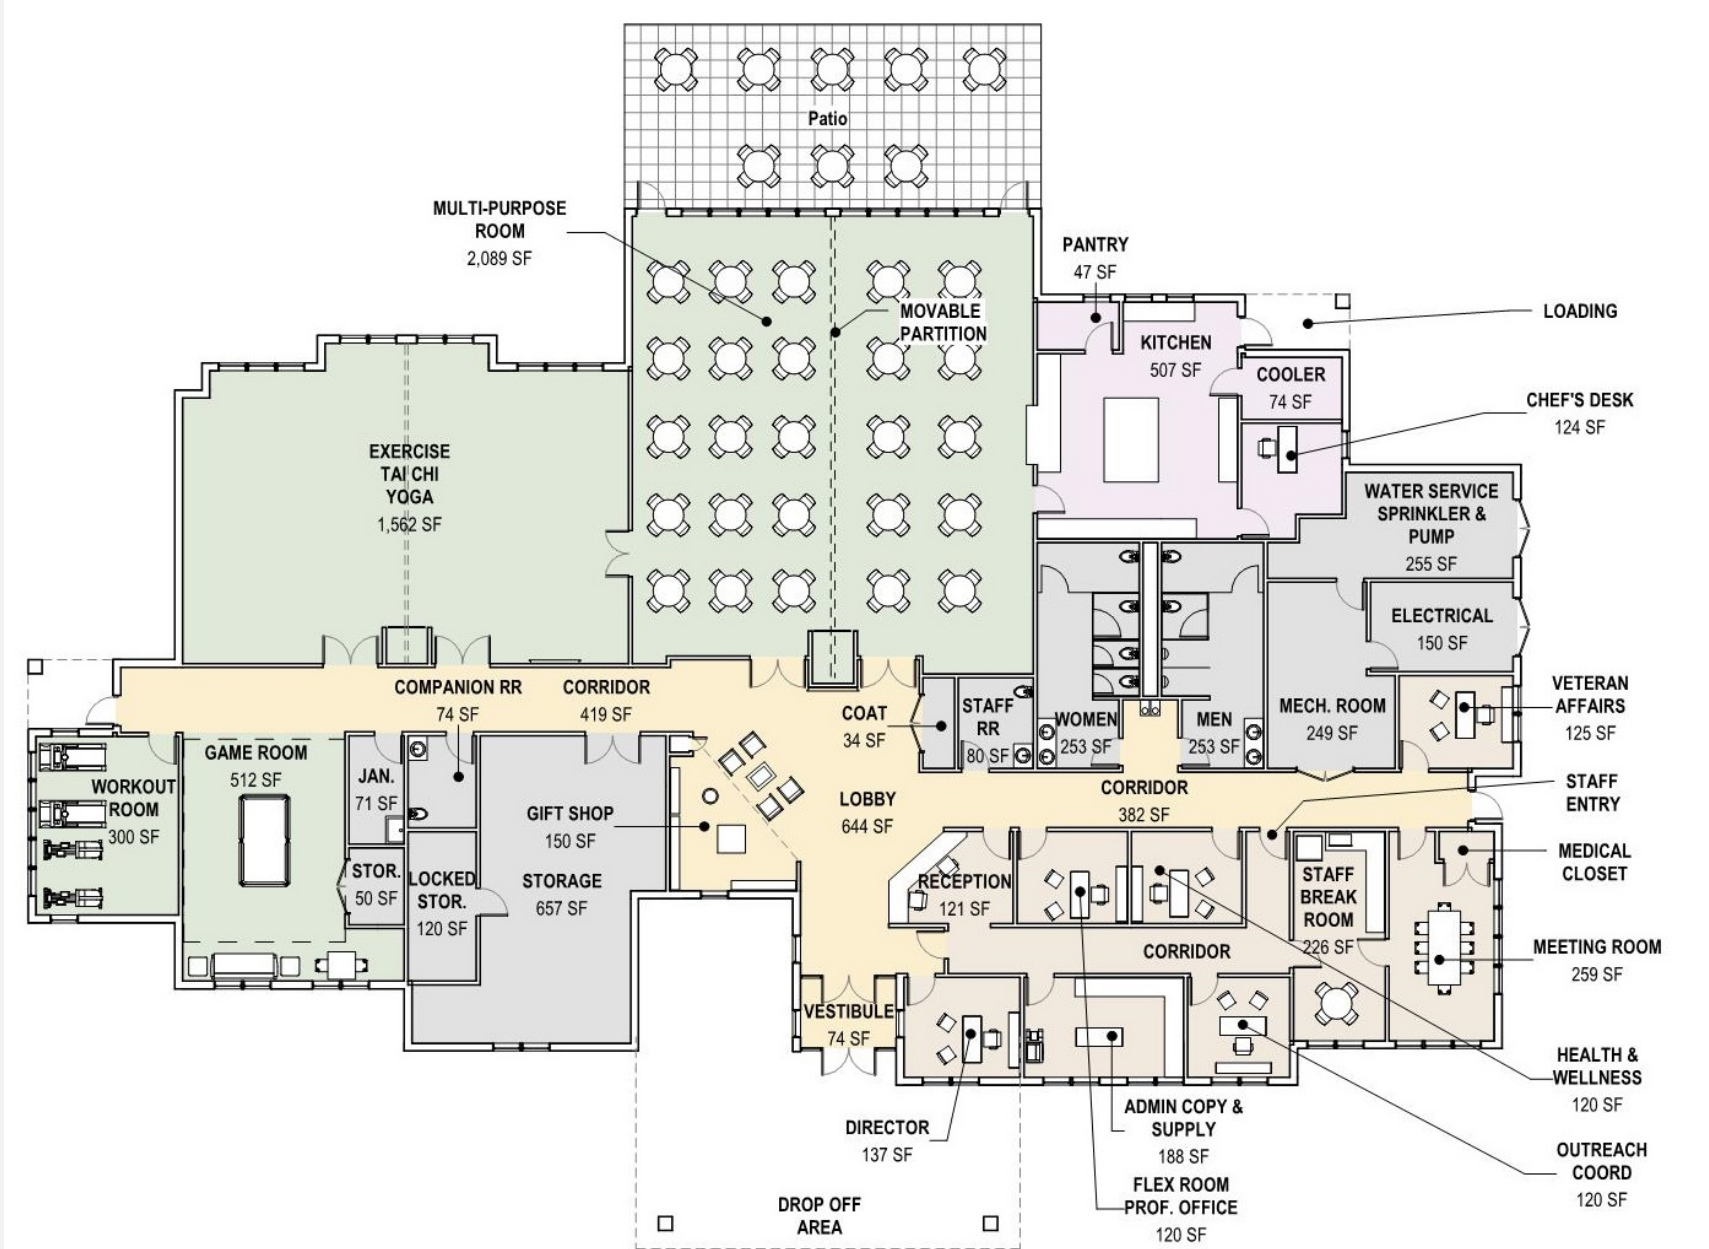 Patio
MULTI-PURPOSE
ROOM
2,089 SF
PANTRY
47 SF
MOVABLE
PARTITION
LOADING
KITCHEN
507 SF
COOLER
74 SF
CHEF'S DESK
124 SF
EXERCISE
TAI CHI
YOGA
1,562 SF
WATER SERVICE
SPRINKLER &
PUMP
255 SF
ELECTRICAL
150 SF
COMPANION RR
74 SF
CORRIDOR
419 SF
COAT
34 SF
STAFF
RR
80 SF
WOMEN
253 SF
MEN
253 SF
MECH. ROOM
249 SF
VETERAN
AFFAIRS
125 SF
GAME ROOM
512 SF
WORKOUT
ROOM
300 SF
JAN.
71 SF
GIFT SHOP
150 SF
LOBBY
644 SF
CORRIDOR
382 SF
STAFF
ENTRY
STOR.
50 SF
LOCKED
STOR.
120 SF
STORAGE
657 SF
RECEPTION
121 SF
STAFF
BREAK
ROOM
226 SF
MEDICAL
CLOSET
CORRIDOR
MEETING ROOM
259 SF
VESTIBULE
74 SF
HEALTH &
WELLNESS
120 SF
DIRECTOR
137 SF
ADMIN COPY &
SUPPLY
188 SF
OUTREACH
COORD
120 SF
FLEX ROOM
PROF. OFFICE
120 SF
DROP OFF
AREA